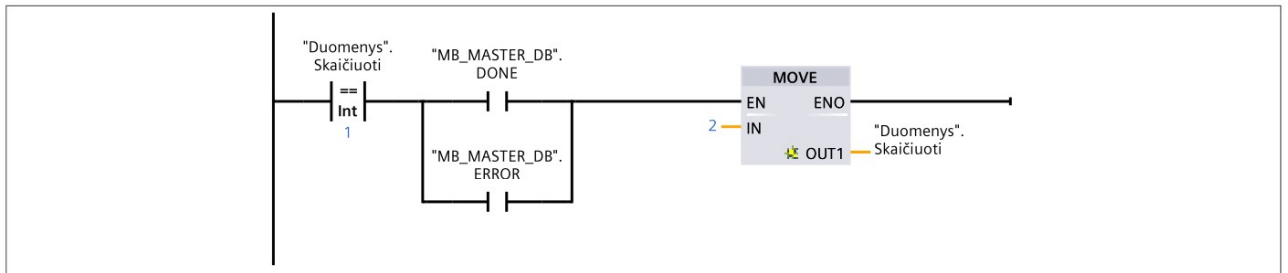 "Duomenys".
Skaičiuoti
==
Int
1
"MB_MASTER_DB".
DONE
"MB_MASTER_DB".
ERROR
MOVE
EN ENO
2 IN
OUT1
"Duomenys".
Skaičiuoti